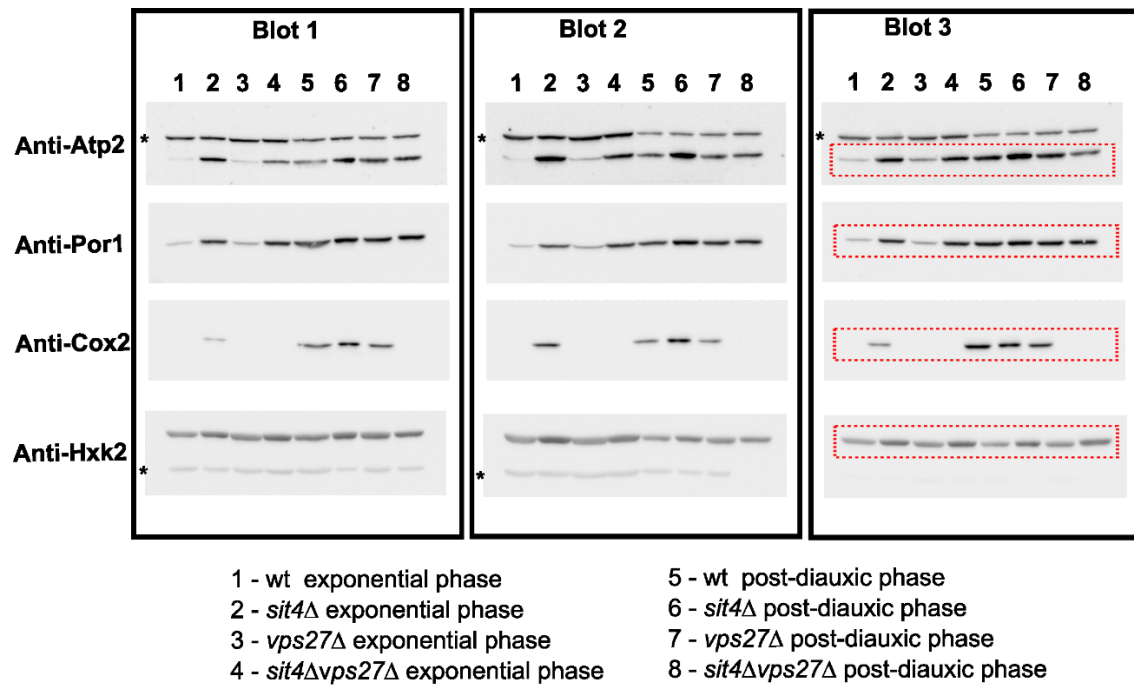 Blot 1 Blot 2 Blot 3
1 2 3 4 5 6 7 8 1 2 3 4 5 6 7 8 1 2 3 4 5 6 7 8
* * *
Anti-Atp2
Anti-Por1
Anti-Cox2
Anti-Hxk2
* *
1 - wt exponential phase
2 - sit4Δ exponential phase
3 - vps27Δ exponential phase
4 - sit4Δvps27Δ exponential phase
5 - wt post-diauxic phase
6 - sit4Δ post-diauxic phase
7 - vps27Δ post-diauxic phase
8 - sit4Δvps27Δ post-diauxic phase